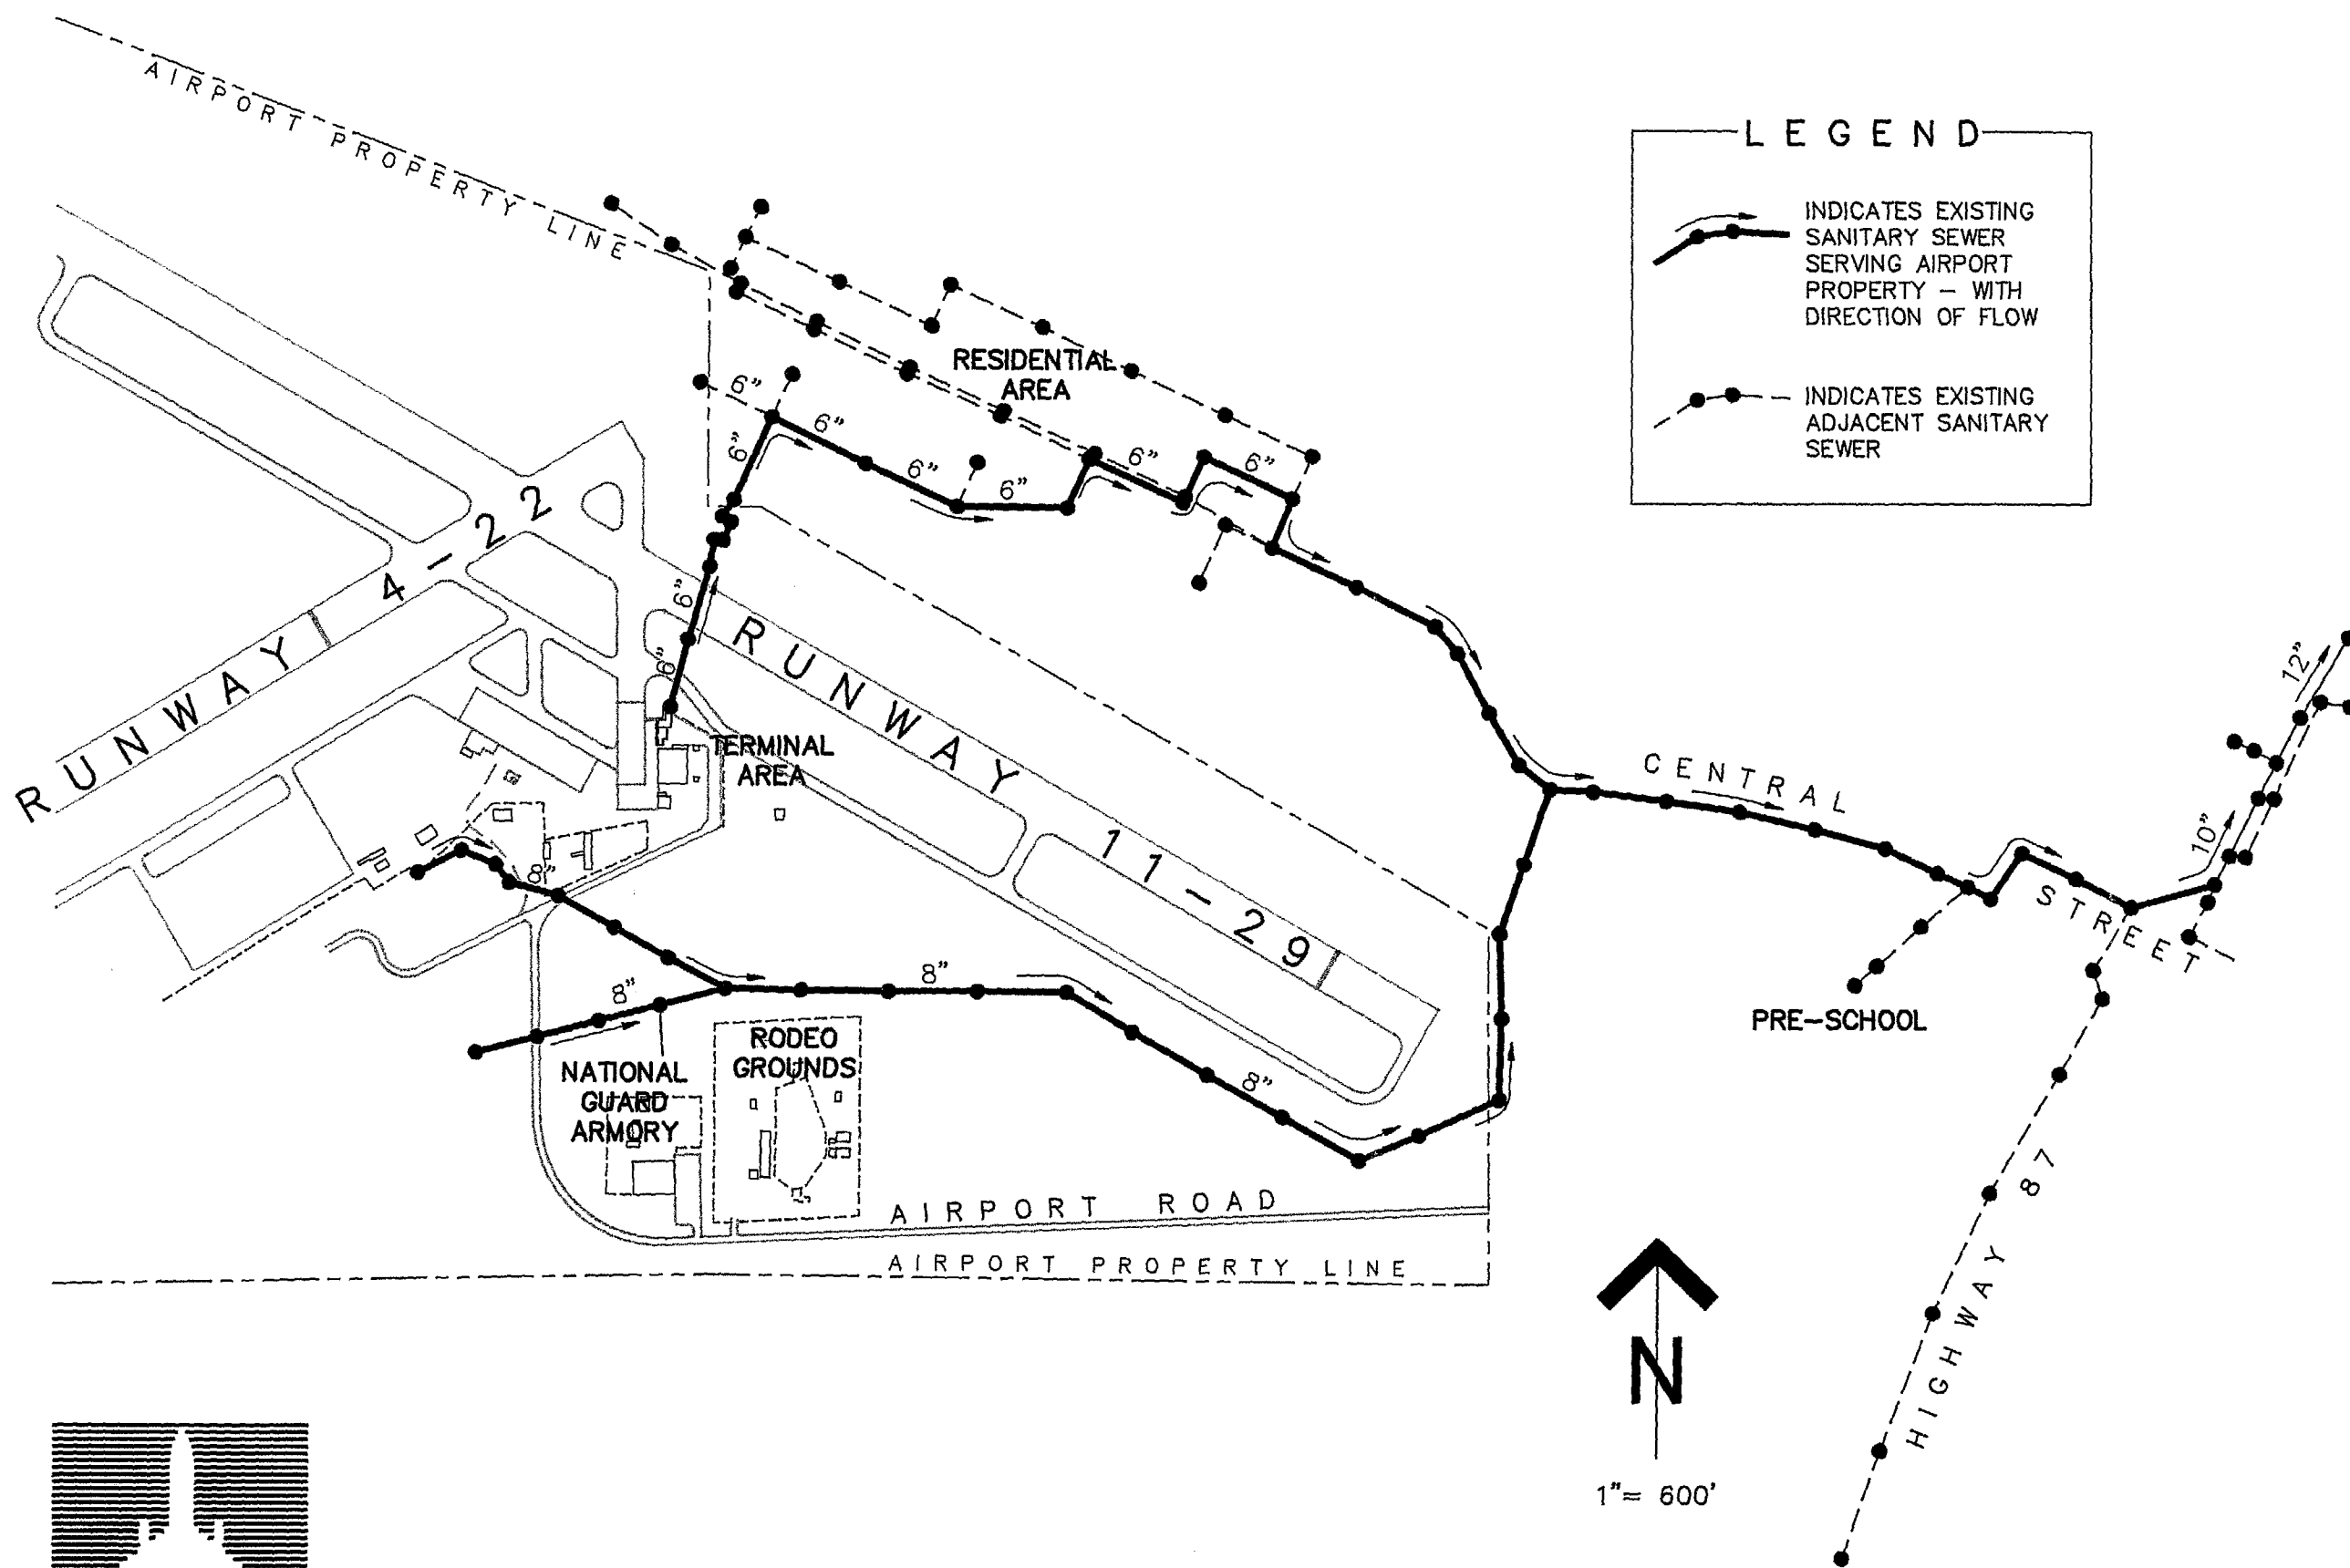 AIRPORT PROPERTY LINE
LEGEND
INDICATES EXISTING
SANITARY SEWER
SERVING AIRPORT
PROPERTY – WITH
DIRECTION OF FLOW
INDICATES EXISTING
ADJACENT SANITARY
SEWER
RESIDENTIAL
AREA
6”
6”
6”
6”
6”
6”
6”
6”
6”
RUNWAY 4-22
RUNWAY 11-29
TERMINAL
AREA
CENTRAL STREET
12”
10”
8”
8”
8”
8”
PRE-SCHOOL
NATIONAL
GUARD
ARMORY
RODEO
GROUNDS
AIRPORT ROAD
AIRPORT PROPERTY LINE
HIGHWAY 87
N
1”= 600'